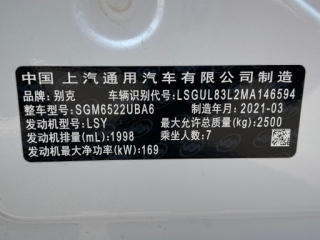 中国 上汽通用汽车有限公司制造
品牌: 别克 车辆识别代号: LSGUL83L2MA146594
整车型号: SGM6522UBA6 制造年月: 2021-03
发动机型号: LSY 最大允许总质量(kg): 2500
发动机排量(mL): 1998 乘坐人数: 7
发动机最大净功率(kW): 169